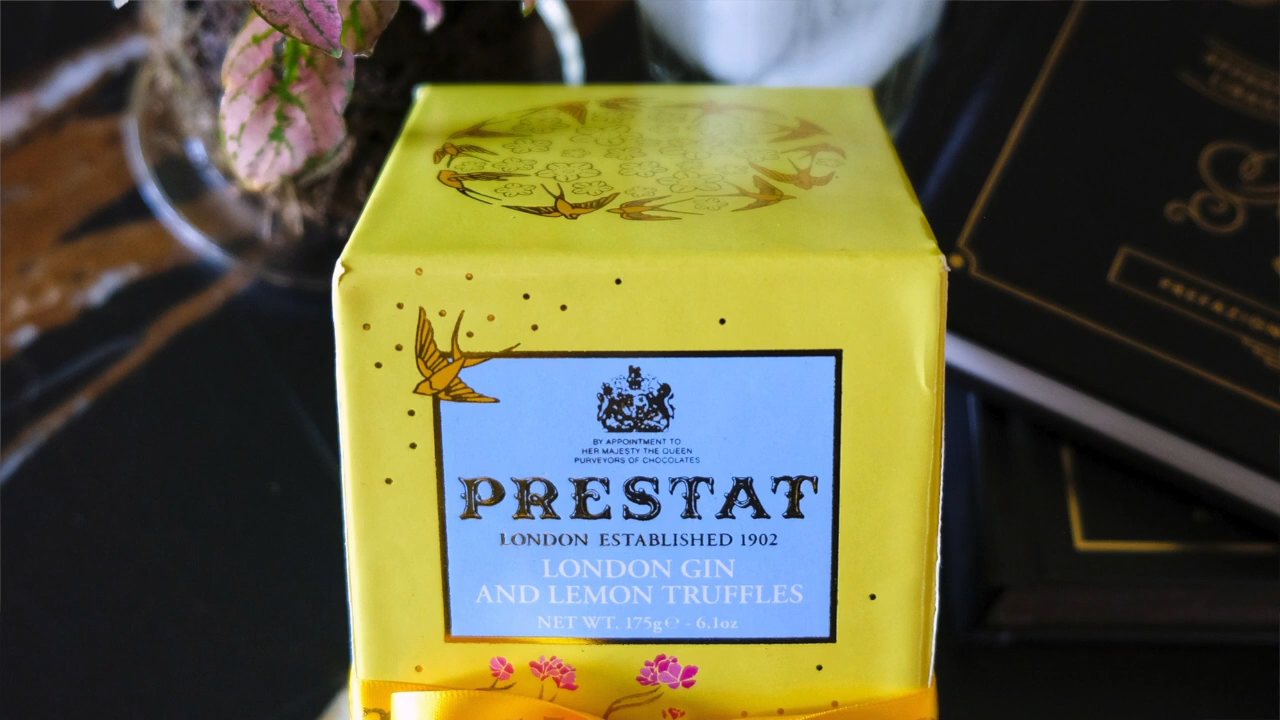 BY APPOINTMENT TO
HER MAJESTY THE QUEEN
PURVEYORS OF CHOCOLATES
PRESTAT
LONDON ESTABLISHED 1902
LONDON GIN
AND LEMON TRUFFLES
NET WT. 175g℮ - 6.1oz